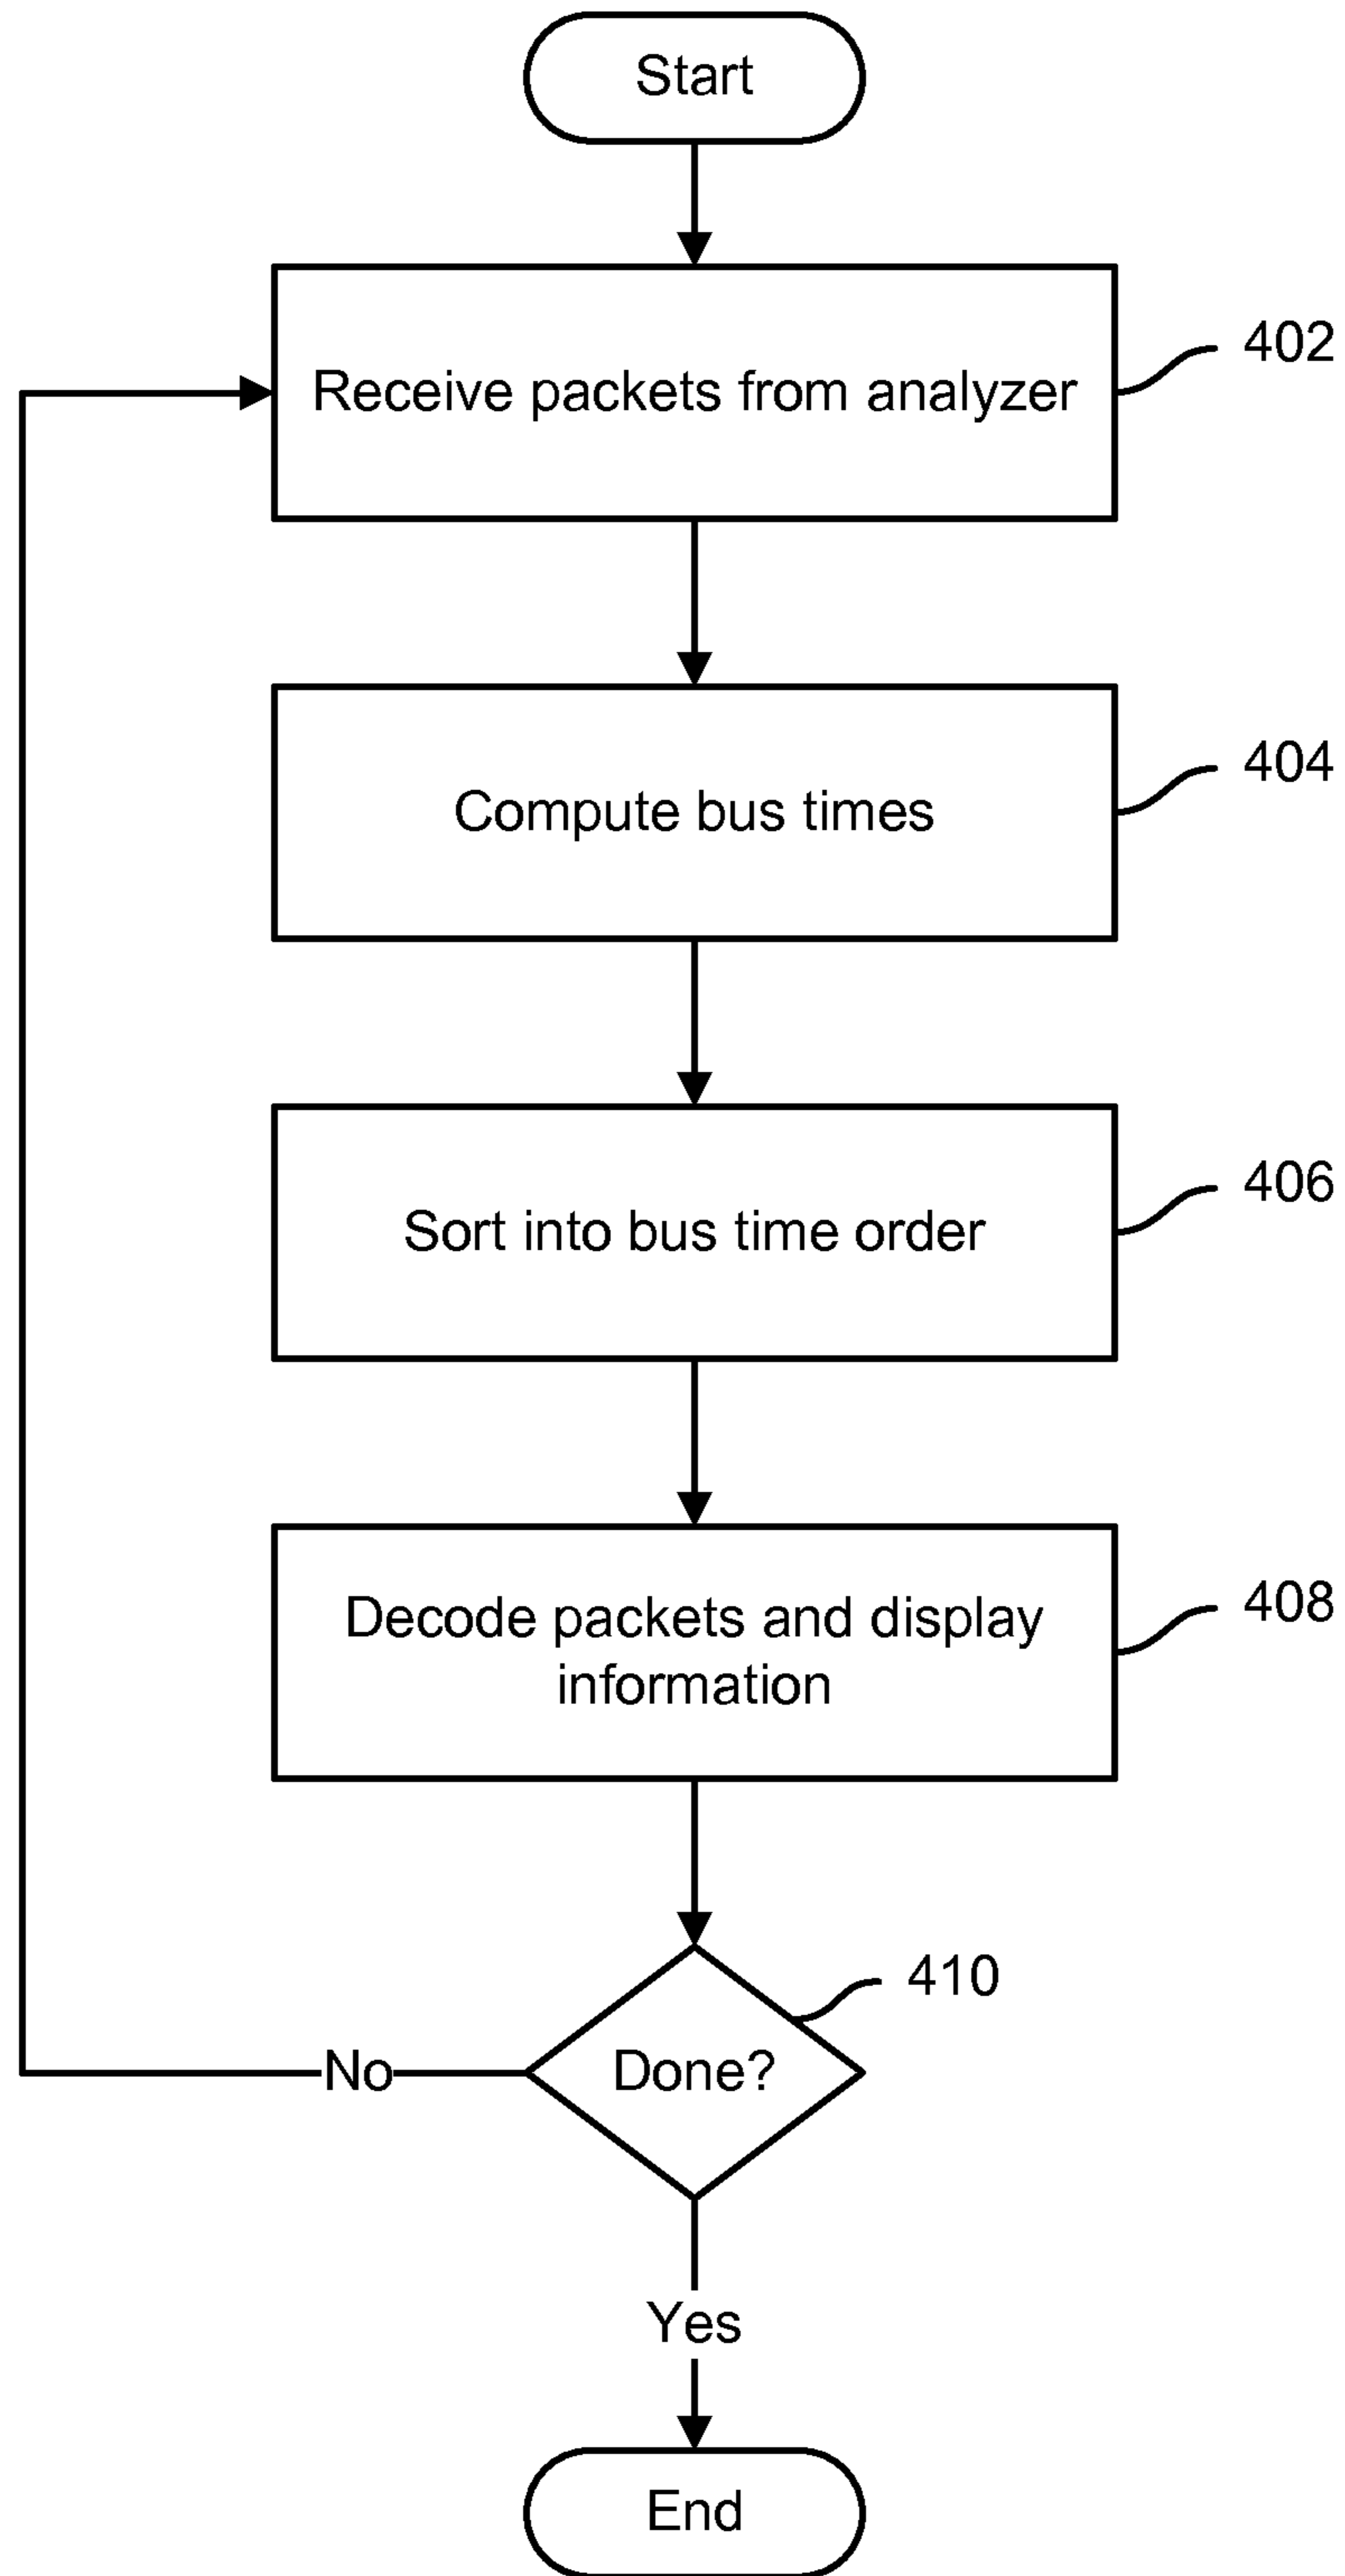 Start
Receive packets from analyzer
402
Compute bus times
404
Sort into bus time order
406
Decode packets and display
information
408
410
Done?
No
Yes
End